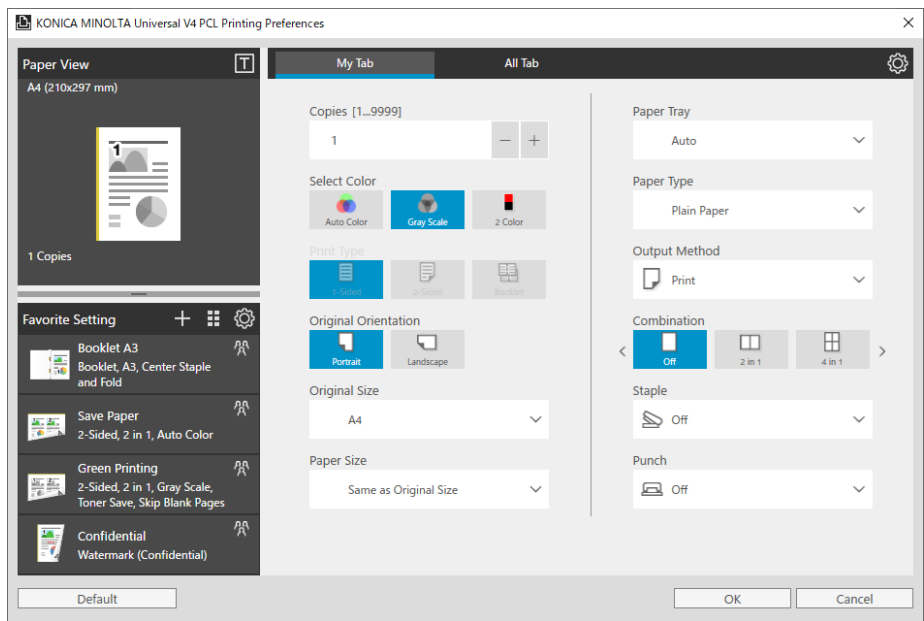 KONICA MINOLTA Universal V4 PCL Printing Preferences
Paper View
T
A4 (210x297 mm)
1
1 Copies
Favorite Setting
Booklet A3
Booklet, A3, Center Staple
and Fold
Save Paper
2-Sided, 2 in 1, Auto Color
Green Printing
2-Sided, 2 in 1, Gray Scale,
Toner Save, Skip Blank Pages
Confidential
Watermark (Confidential)
My Tab
All Tab
Copies [1...9999]
1
Select Color
Auto Color
Gray Scale
2 Color
Print Type
1-Sided
2-Sided
Booklet
Original Orientation
Portrait
Landscape
Original Size
A4
Paper Size
Same as Original Size
Paper Tray
Auto
Paper Type
Plain Paper
Output Method
Print
Combination
Off
2 in 1
4 in 1
Staple
Off
Punch
Off
Default
OK
Cancel